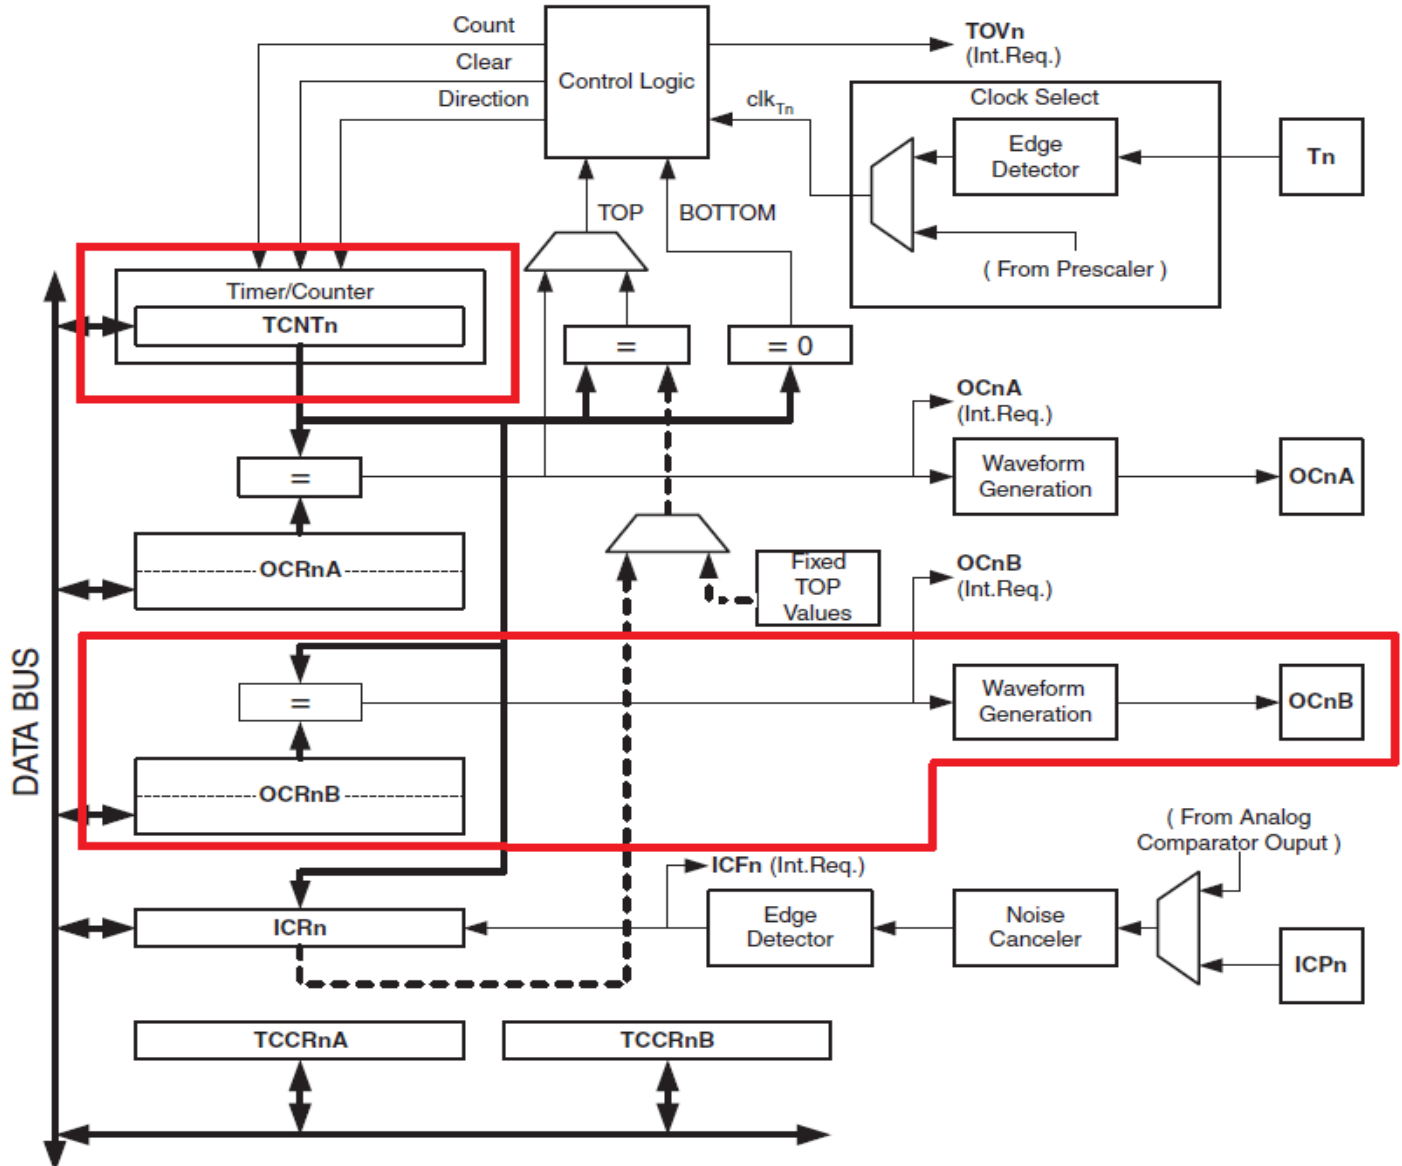 Count
Clear
Direction
Control Logic
TOVn
(Int.Req.)
clkTn
Clock Select
Edge
Detector
Tn
TOP
BOTTOM
( From Prescaler )
Timer/Counter
TCNTn
=
= 0
OCnA
(Int.Req.)
=
Waveform
Generation
OCnA
OCRnA
Fixed
TOP
Values
OCnB
(Int.Req.)
DATA BUS
=
Waveform
Generation
OCnB
OCRnB
( From Analog
Comparator Ouput )
ICFn (Int.Req.)
ICRn
Edge
Detector
Noise
Canceler
ICPn
TCCRnA
TCCRnB